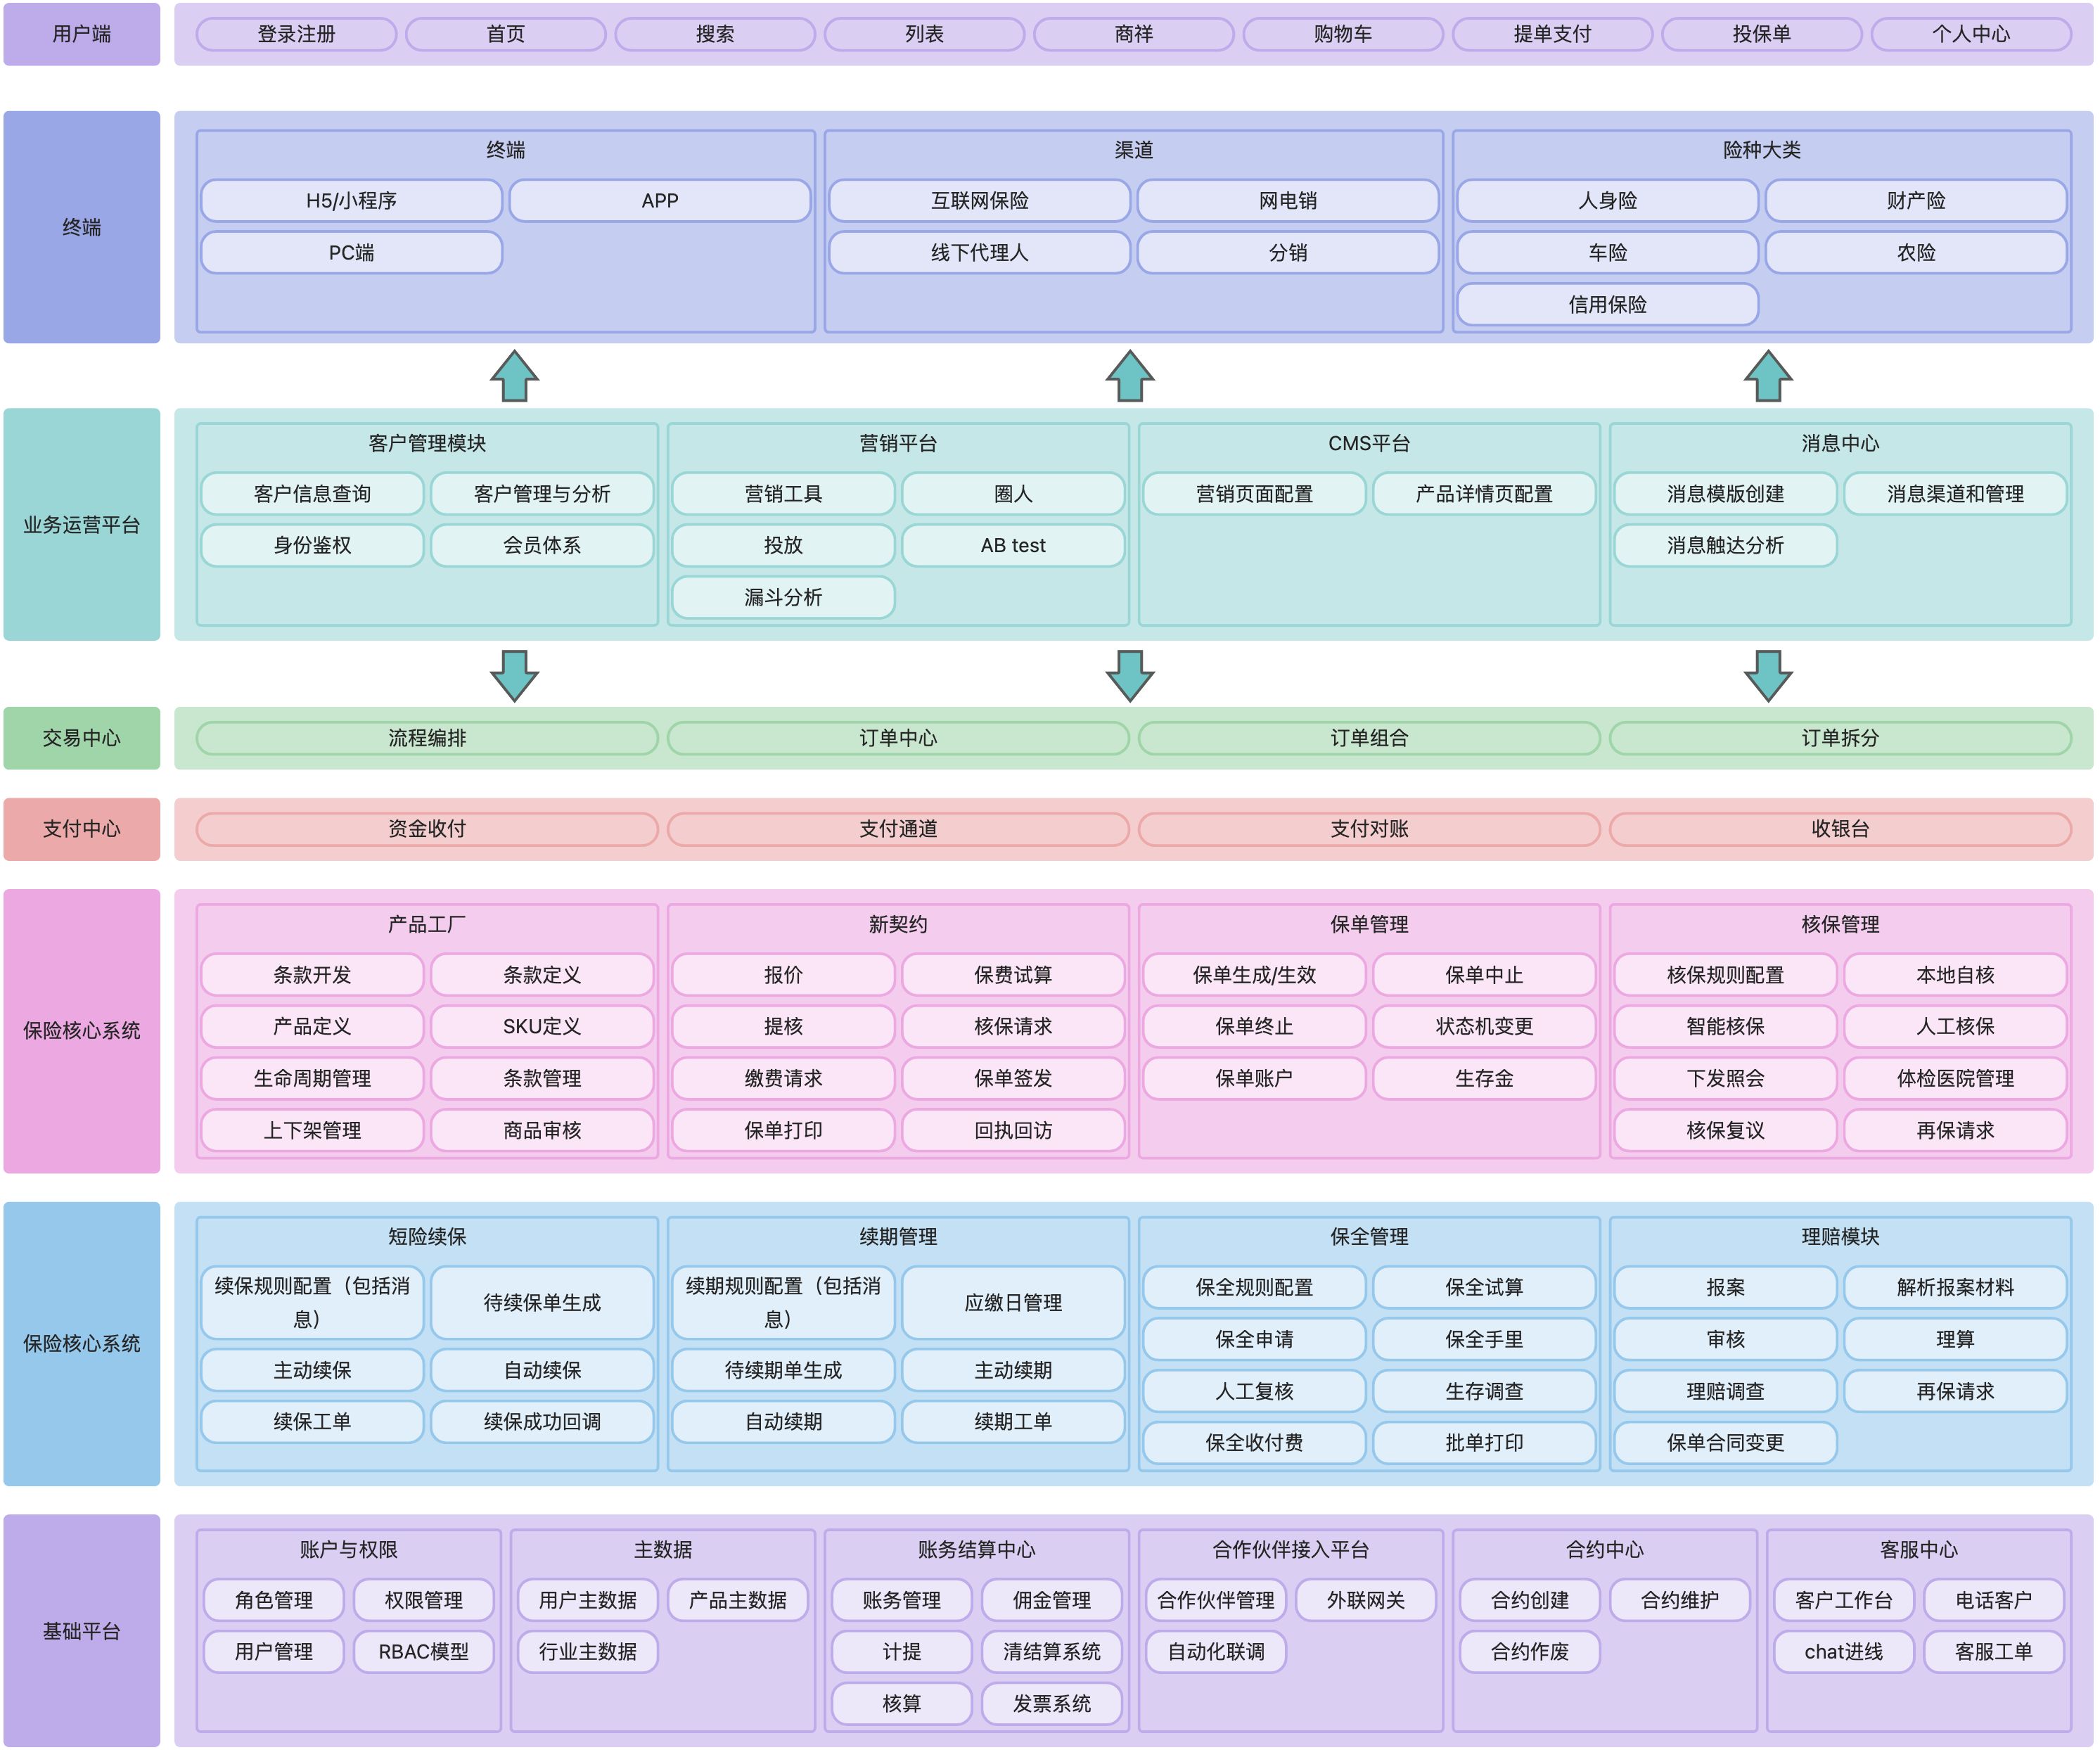 用户端
登录注册
首页
搜索
列表
商祥
购物车
提单支付
投保单
个人中心
终端
终端
H5/小程序
APP
PC端
渠道
互联网保险
网电销
线下代理人
分销
险种大类
人身险
财产险
车险
农险
信用保险
业务运营平台
客户管理模块
客户信息查询
客户管理与分析
身份鉴权
会员体系
营销平台
营销工具
圈人
投放
AB test
漏斗分析
CMS平台
营销页面配置
产品详情页配置
消息中心
消息模版创建
消息渠道和管理
消息触达分析
交易中心
流程编排
订单中心
订单组合
订单拆分
支付中心
资金收付
支付通道
支付对账
收银台
保险核心系统
产品工厂
条款开发
条款定义
产品定义
SKU定义
生命周期管理
条款管理
上下架管理
商品审核
新契约
报价
保费试算
提核
核保请求
缴费请求
保单签发
保单打印
回执回访
保单管理
保单生成/生效
保单中止
保单终止
状态机变更
保单账户
生存金
核保管理
核保规则配置
本地自核
智能核保
人工核保
下发照会
体检医院管理
核保复议
再保请求
保险核心系统
短险续保
续保规则配置（包括消
息）
待续保单生成
主动续保
自动续保
续保工单
续保成功回调
续期管理
续期规则配置（包括消
息）
应缴日管理
待续期单生成
主动续期
自动续期
续期工单
保全管理
保全规则配置
保全试算
保全申请
保全手里
人工复核
生存调查
保全收付费
批单打印
理赔模块
报案
解析报案材料
审核
理算
理赔调查
再保请求
保单合同变更
基础平台
账户与权限
角色管理
权限管理
用户管理
RBAC模型
主数据
用户主数据
产品主数据
行业主数据
账务结算中心
账务管理
佣金管理
计提
清结算系统
核算
发票系统
合作伙伴接入平台
合作伙伴管理
外联网关
自动化联调
合约中心
合约创建
合约维护
合约作废
客服中心
客户工作台
电话客户
chat进线
客服工单